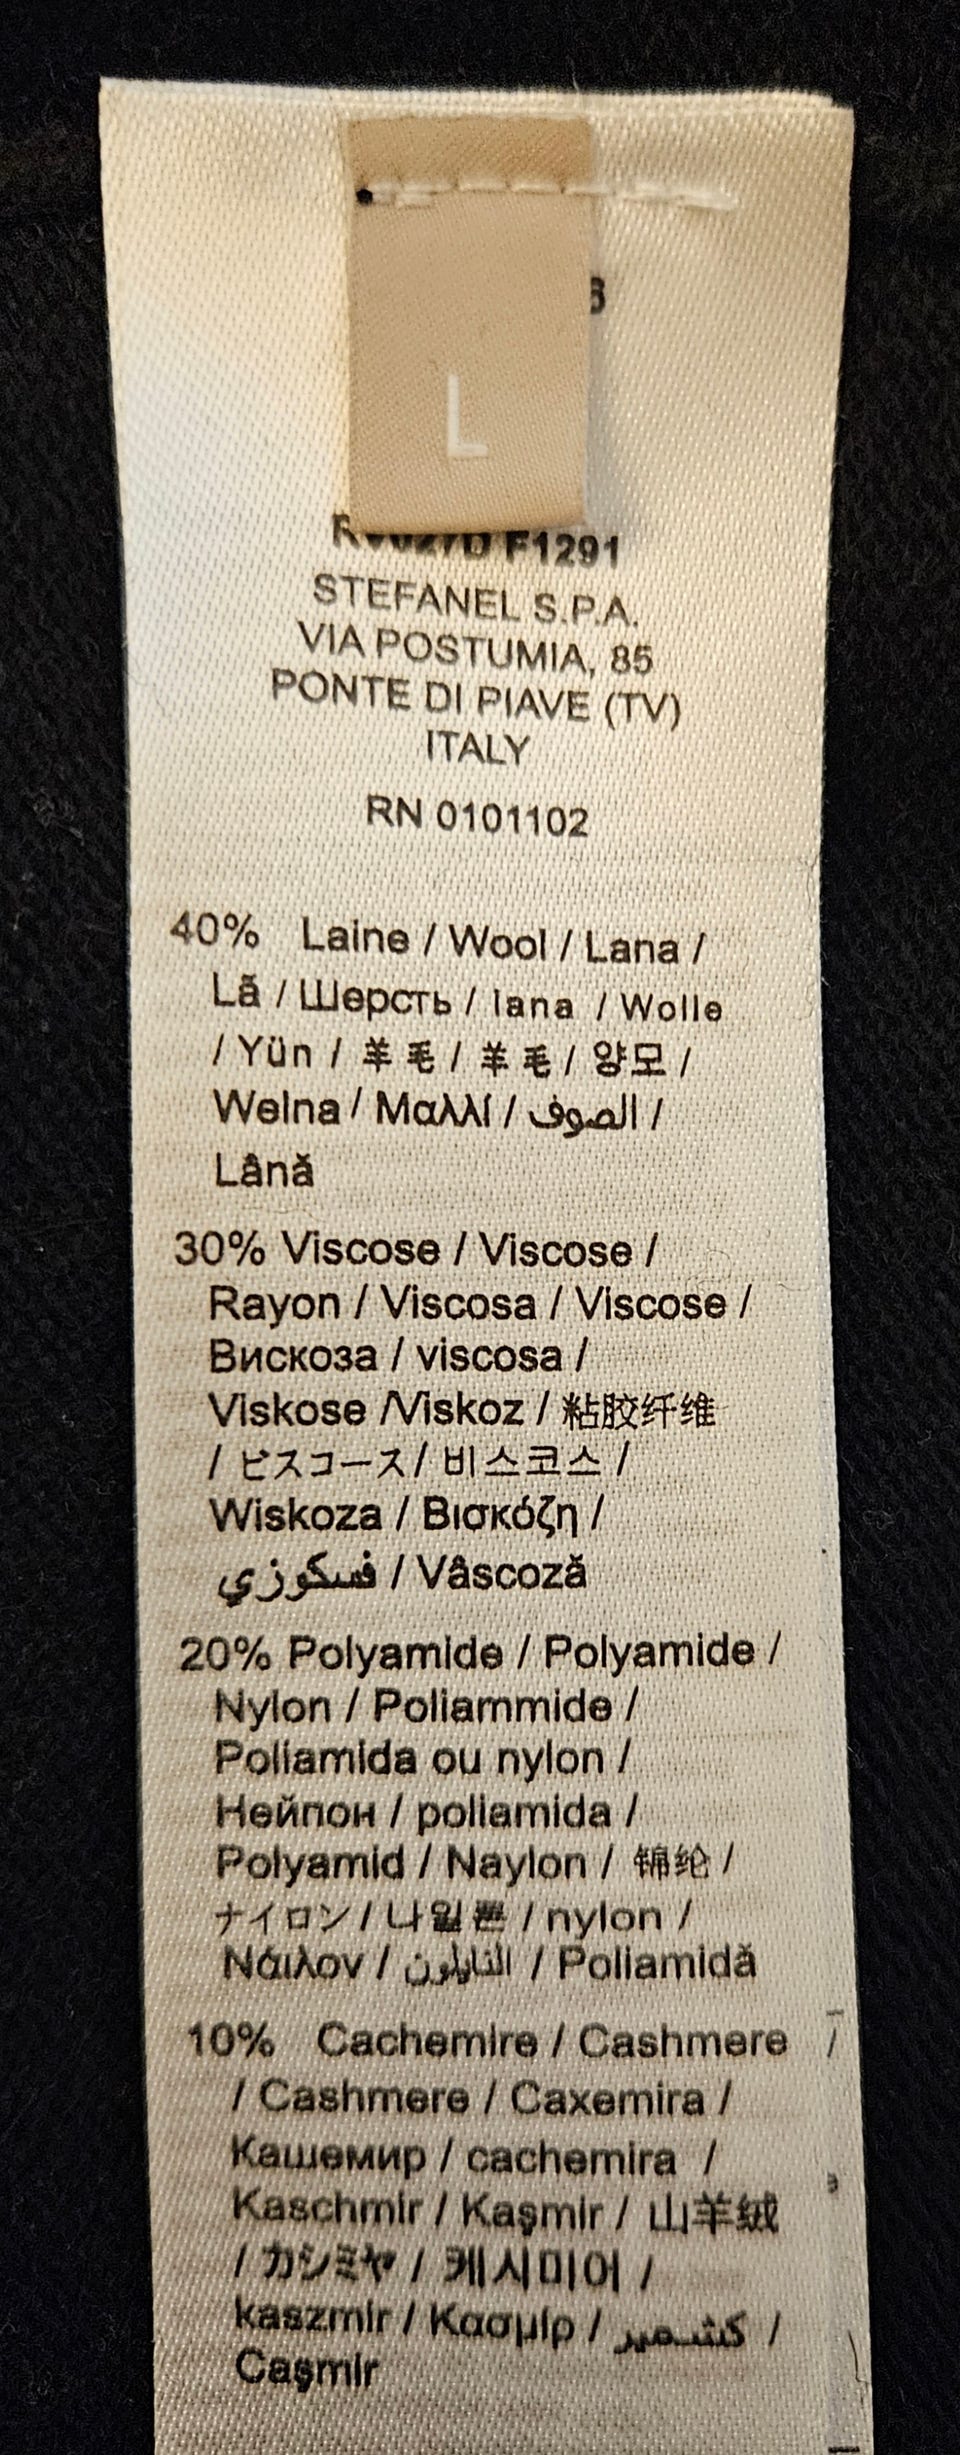 8
L
F1291
STEFANEL S.P.A.
VIA POSTUMIA, 85
PONTE DI PIAVE (TV)
ITALY
RN 0101102
40% Laine / Wool / Lana /
Lã / Шерсть / lana / Wolle
/ Yün / 羊毛 / 羊毛 / 양모 /
Wełna / Μαλλί / الصوف /
Lână
30% Viscose / Viscose /
Rayon / Viscosa / Viscose /
Вискоза / viscosa /
Viskose /Viskoz / 粘胶纤维
/ ビスコース / 비스코스 /
Wiskoza / Βισκόζη /
فسكوزي / Vâscoză
20% Polyamide / Polyamide /
Nylon / Poliammide /
Poliamida ou nylon /
Нейлон / poliamida /
Polyamid / Naylon / 锦纶 /
ナイロン / 나일론 / nylon /
Νάιλον / النايلون / Poliamidă
10% Cachemire / Cashmere
/ Cashmere / Caxemira /
Кашемир / cachemira /
Kaschmir / Kaşmir / 山羊绒
/ カシミヤ / 캐시미어 /
kaszmir / Κασμίρ / كشمير /
Caşmir